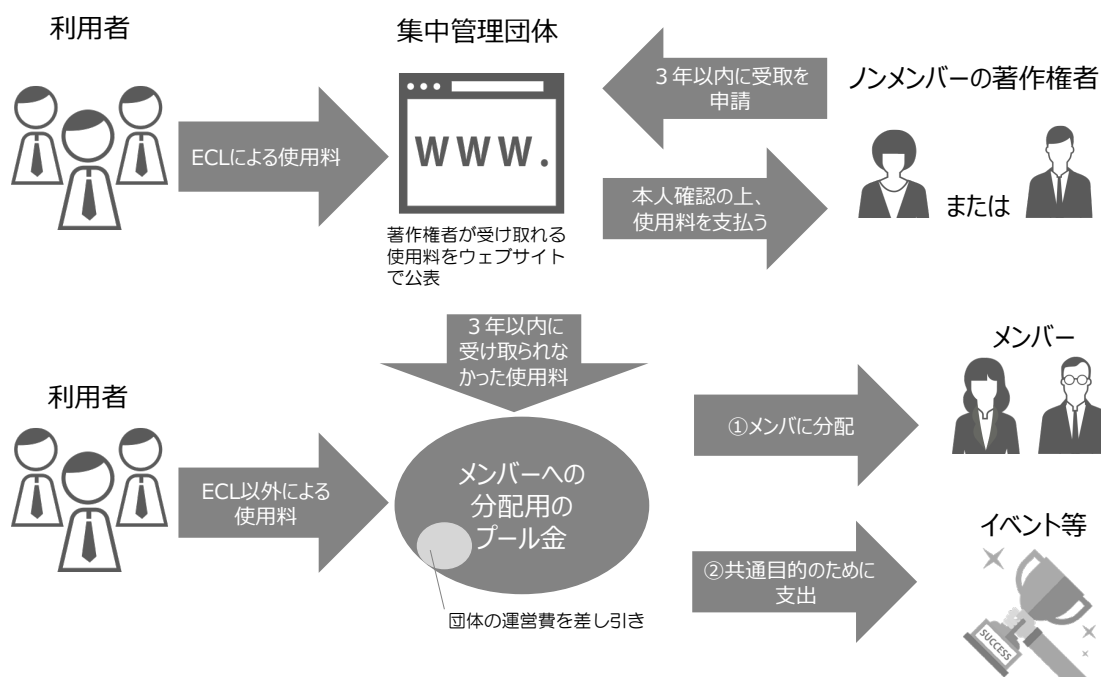 利用者
集中管理団体
３年以内に受取を
申請
ノンメンバーの著作権者
ECLによる使用料
WWW.
本人確認の上、
使用料を支払う
または
著作権者が受け取れる
使用料をウェブサイト
で公表
３年以内に
受け取られな
かった使用料
メンバー
利用者
①メンバに分配
ECL以外による
使用料
メンバーへの
分配用の
プール金
イベント等
②共通目的のために
支出
団体の運営費を差し引き
SUCCESS